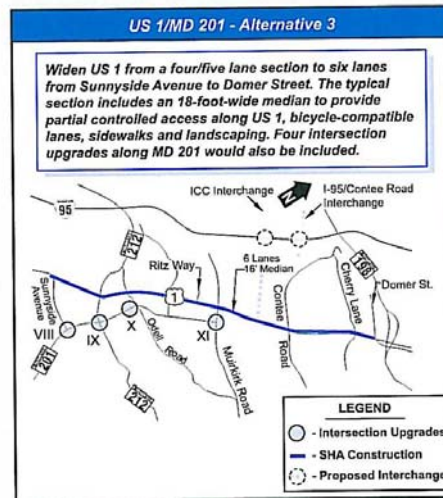 US 1/MD 201 - Alternative 3
Widen US 1 from a four/five lane section to six lanes
from Sunnyside Avenue to Domer Street. The typical
section includes an 18-foot-wide median to provide
partial controlled access along US 1, bicycle-compatible
lanes, sidewalks and landscaping. Four intersection
upgrades along MD 201 would also be included.
ICC Interchange
N
I-95/Contee Road
Interchange
95
212
198
Ritz Way
6 Lanes
16' Median
Domer St.
1
Sunnyside
Avenue
Cherry Lane
Contee
Road
VIII
IX
X
XI
Odell Road
Muirkirk Road
201
212
LEGEND
- Intersection Upgrades
- SHA Construction
- Proposed Interchange